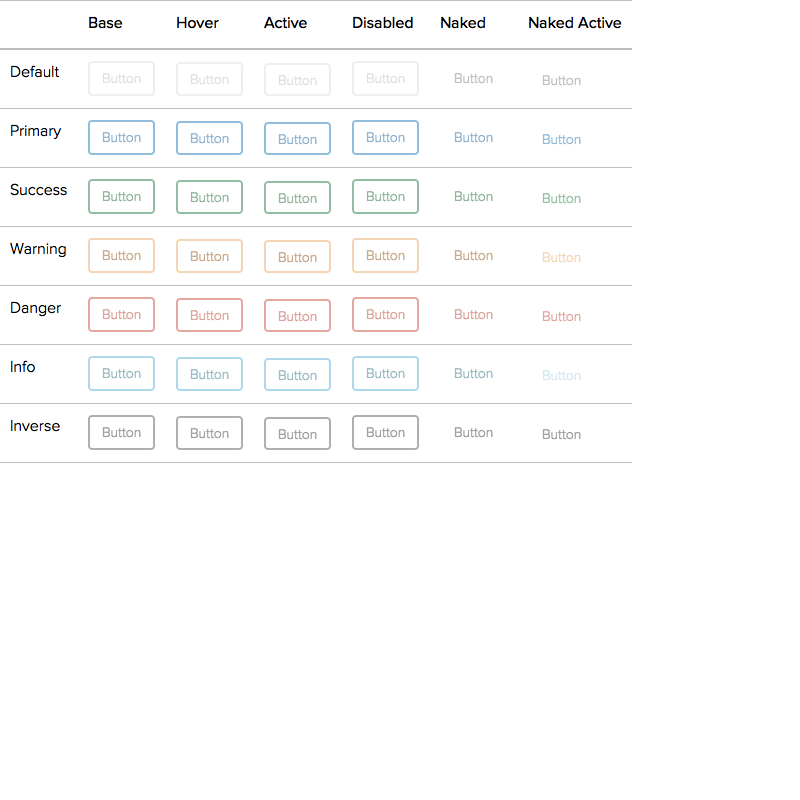 Base Hover Active Disabled Naked Naked Active
Default Button Button Button Button Button Button
Primary Button Button Button Button Button Button
Success Button Button Button Button Button Button
Warning Button Button Button Button Button Button
Danger Button Button Button Button Button Button
Info Button Button Button Button Button Button
Inverse Button Button Button Button Button Button